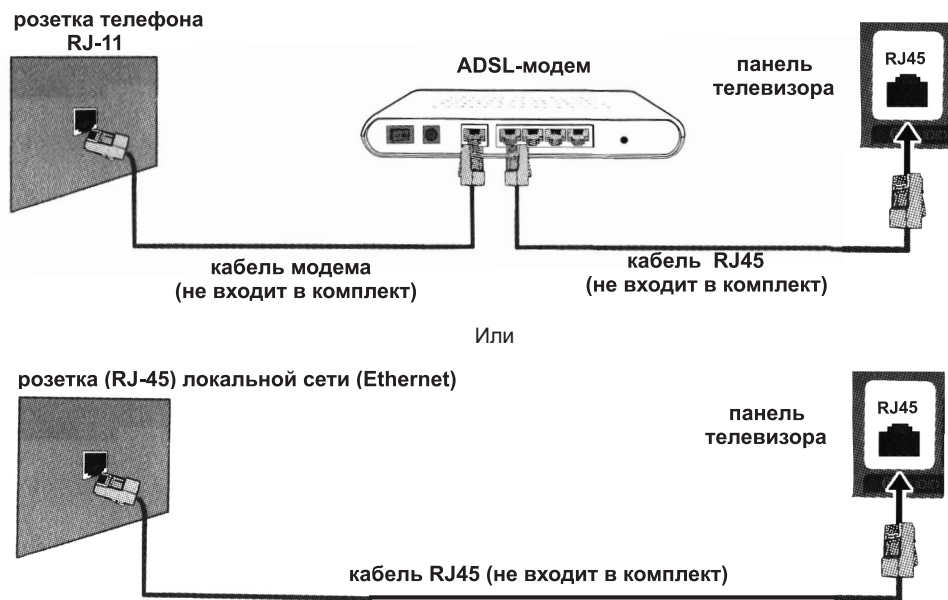 розетка телефона
RJ-11
ADSL-модем
панель
телевизора
RJ45
кабель модема
(не входит в комплект)
кабель RJ45
(не входит в комплект)
Или
розетка (RJ-45) локальной сети (Ethernet)
панель
телевизора
RJ45
кабель RJ45 (не входит в комплект)